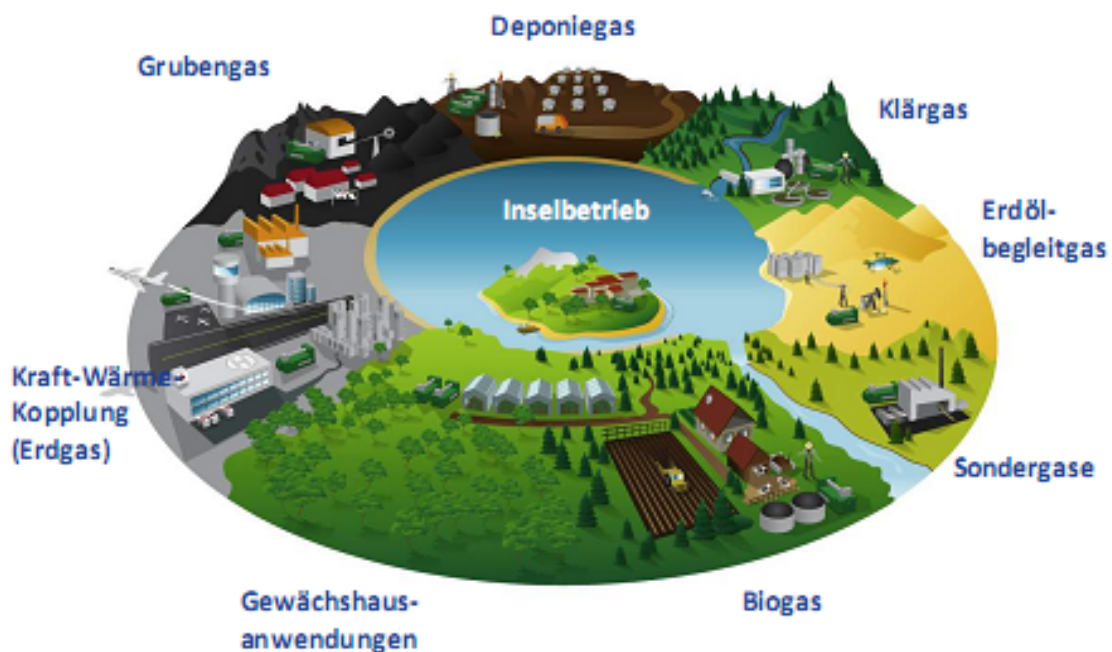 Deponiegas
Grubengas
Klärgas
Inselbetrieb
Erdöl-
begleitgas
Kraft-Wärme-
Kopplung
(Erdgas)
Sondergase
Gewächshaus-
anwendungen
Biogas